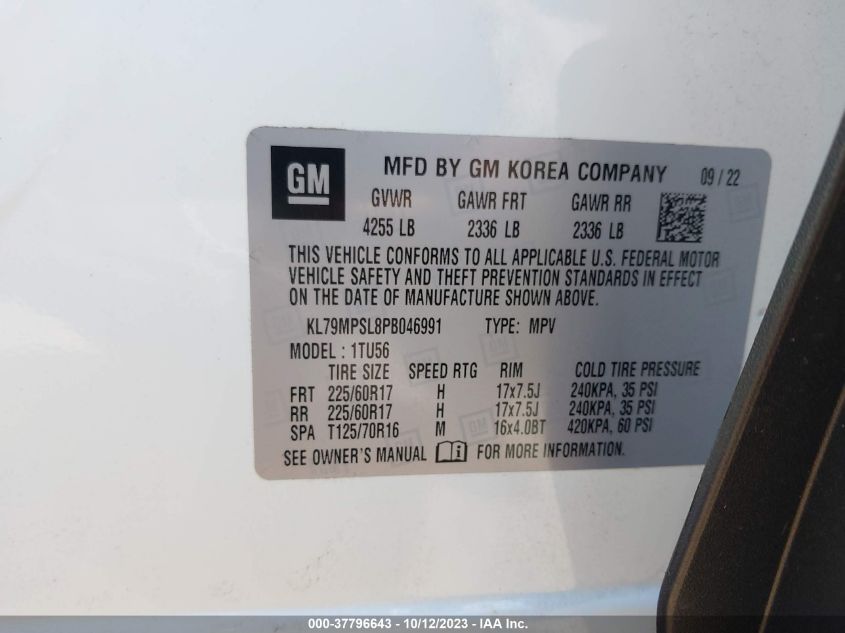 GM
MFD BY GM KOREA COMPANY 09/22
GVWR GAWR FRT GAWR RR
4255 LB 2336 LB 2336 LB
THIS VEHICLE CONFORMS TO ALL APPLICABLE U.S. FEDERAL MOTOR
VEHICLE SAFETY AND THEFT PREVENTION STANDARDS IN EFFECT
ON THE DATE OF MANUFACTURE SHOWN ABOVE.
KL79MPSL8PB046991 TYPE: MPV
MODEL: 1TU56
TIRE SIZE SPEED RTG RIM COLD TIRE PRESSURE
FRT 225/60R17 H 17x7.5J 240KPA, 35 PSI
RR 225/60R17 H 17x7.5J 240KPA, 35 PSI
SPA T125/70R16 M 16x4.0BT 420KPA, 60 PSI
SEE OWNER'S MANUAL FOR MORE INFORMATION.
000-37796643 - 10/12/2023 - IAA Inc.